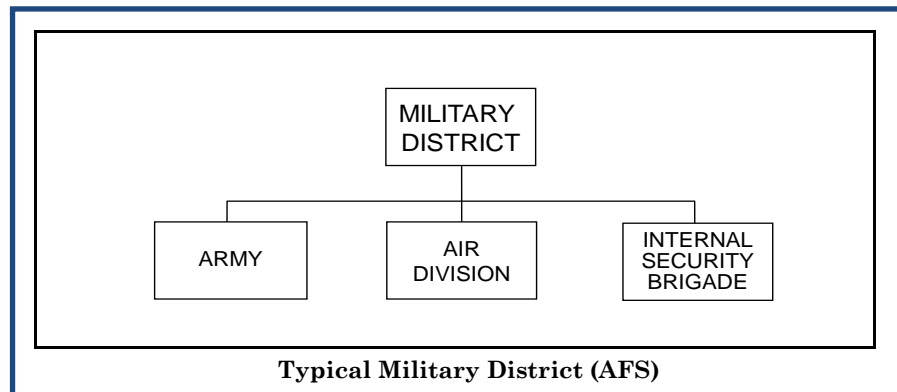 MILITARY
DISTRICT
ARMY
AIR
DIVISION
INTERNAL
SECURITY
BRIGADE
Typical Military District (AFS)